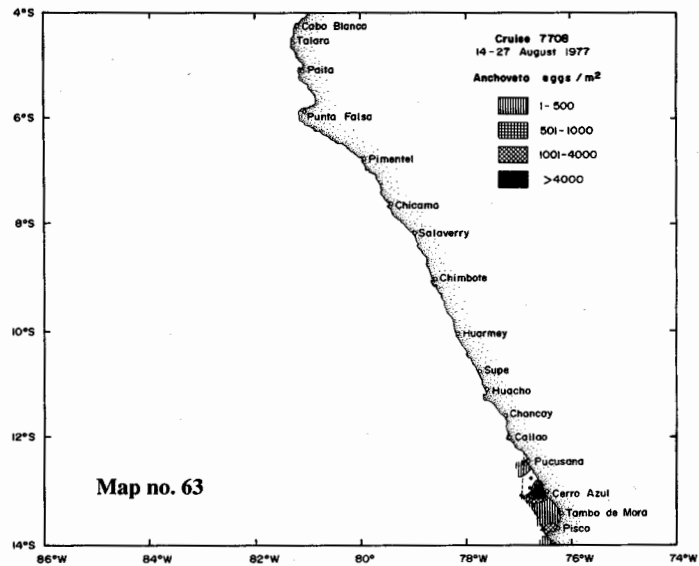 4°S
Cabo Blanco
Talara
Cruise 7708
14-27 August 1977
Paita
Anchoveta eggs/m²
1-500
6°S
Punta Falsa
501-1000
1001-4000
Pimentel
>4000
Chicama
8°S
Salaverry
Chimbote
10°S
Huarmey
Supe
Huacho
Chancay
12°S
Callao
Pucusana
Map no. 63
Cerro Azul
Tambo de Mora
Pisco
14°S
86°W 84°W 82°W 80°W 78°W 76°W 74°W